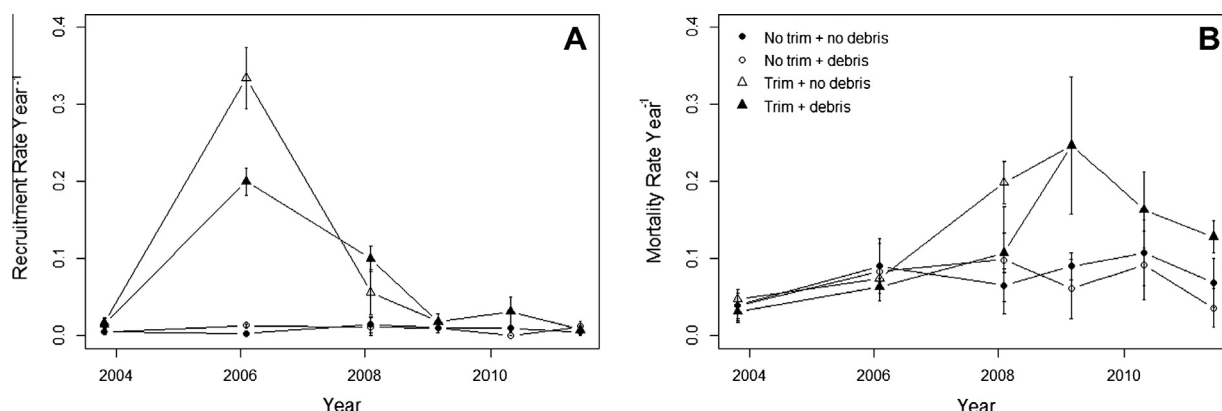 A
0.4
0.3
0.2
0.1
0.0
Recruitment Rate Year-1
2004
2006
2008
2010
Year
B
No trim + no debris
No trim + debris
Trim + no debris
Trim + debris
0.4
0.3
0.2
0.1
0.0
Mortality Rate Year-1
2004
2006
2008
2010
Year